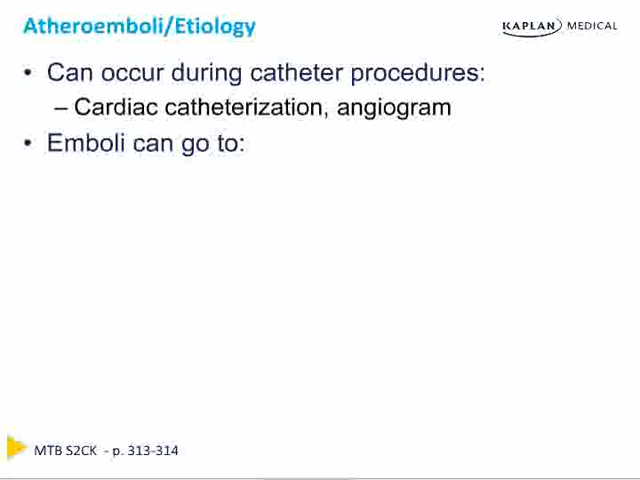 Atheroemboli/Etiology
KAPLAN MEDICAL
• Can occur during catheter procedures:
– Cardiac catheterization, angiogram
• Emboli can go to:
MTB S2CK - p. 313-314